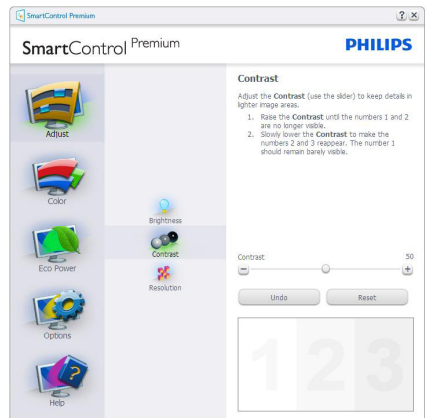 SmartControl Premium
SmartControl Premium
PHILIPS
Adjust
Color
Eco Power
Options
Help
Brightness
Contrast
Resolution
Contrast
Adjust the Contrast (use the slider) to keep details in
lighter image areas.
1. Raise the Contrast until the numbers 1 and 2
are no longer visible.
2. Slowly lower the Contrast to make the
numbers 2 and 3 reappear. The number 1
should remain barely visible.
Contrast 50
Undo Reset
1 2 3